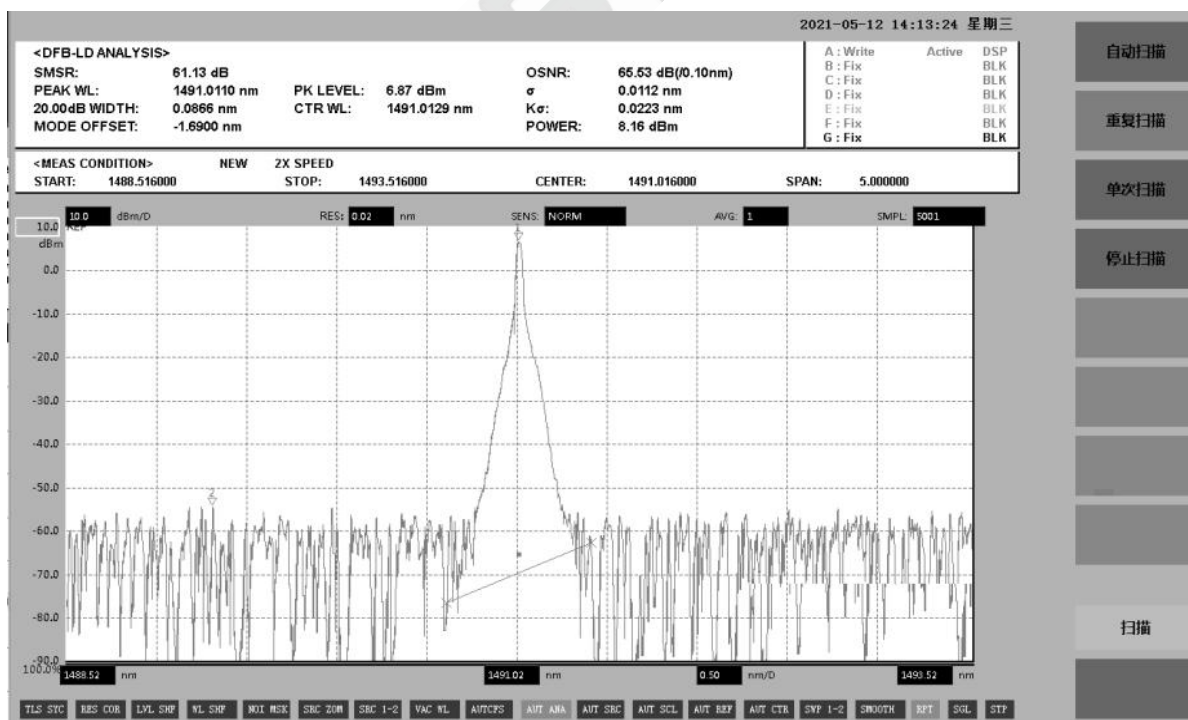 2021-05-12 14:13:24 星期三
<DFB-LD ANALYSIS>
SMSR: 61.13 dB OSNR: 65.53 dB(/0.10nm)
PEAK WL: 1491.0110 nm PK LEVEL: 6.87 dBm σ 0.0112 nm
20.00dB WIDTH: 0.0866 nm CTR WL: 1491.0129 nm Kσ: 0.0223 nm
MODE OFFSET: -1.6900 nm POWER: 8.16 dBm
A : Write Active DSP
B : Fix BLK
C : Fix BLK
D : Fix BLK
E : Fix BLK
F : Fix BLK
G : Fix BLK
<MEAS CONDITION> NEW 2X SPEED
START: 1488.516000 STOP: 1493.516000 CENTER: 1491.016000 SPAN: 5.000000
10.0 dBm/D RES: 0.02 nm SENS: NORM AVG: 1 SMPL: 5001
10.0 REF
dBm
0.0
-10.0
-20.0
-30.0
-40.0
-50.0
2
-60.0
-70.0
-80.0
-90.0
100.0%
1488.52 nm 1491.02 nm 0.50 nm/D 1493.52 nm
TLS SYC RES COR LVL SHF WL SHF NOI MSK SRC ZOM SRC 1-2 VAC WL AUTCFS AUT ANA AUT SRC AUT SCL AUT REF AUT CTR SWP 1-2 SMOOTH RPT SGL STP
自动扫描
重复扫描
单次扫描
停止扫描
扫描